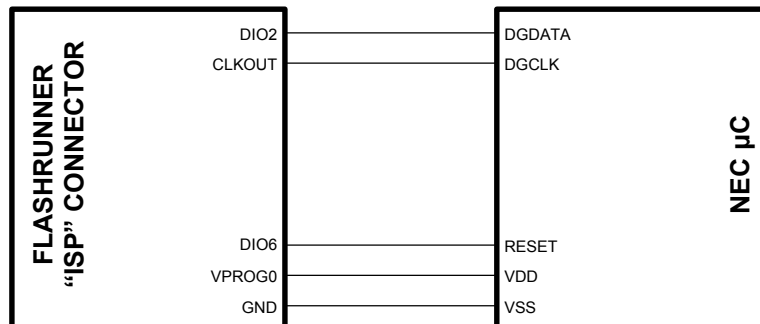 FLASHRUNNER
“ISP” CONNECTOR
DIO2
CLKOUT
DIO6
VPROG0
GND
DGDATA
DGCLK
RESET
VDD
VSS
NEC µC